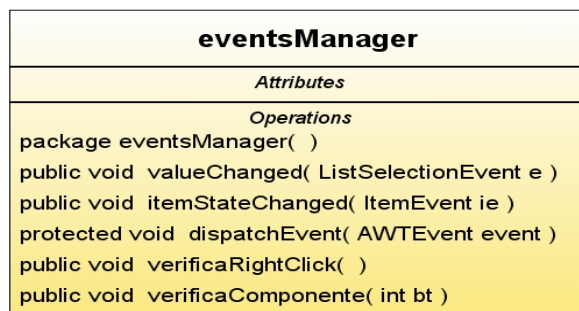 eventsManager
Attributes
Operations
package eventsManager( )
public void valueChanged( ListSelectionEvent e )
public void itemStateChanged( ItemEvent ie )
protected void dispatchEvent( AWTEvent event )
public void verificaRightClick( )
public void verificaComponente( int bt )